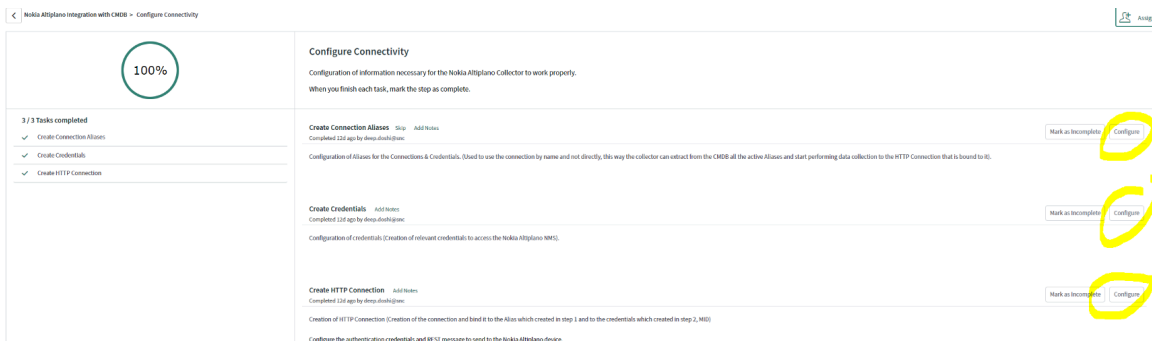 Nokia Altiplano Integration with CMDB > Configure Connectivity
Assig
100%
3 / 3 Tasks completed
Create Connection Aliases
Create Credentials
Create HTTP Connection
Configure Connectivity
Configuration of information necessary for the Nokia Altiplano Collector to work properly.
When you finish each task, mark the step as complete.
Create Connection Aliases Skip Add Notes
Completed 12d ago by deep.doshi@snc
Mark as Incomplete Configure
Configuration of Aliases for the Connections & Credentials. (Used to use the connection by name and not directly, this way the collector can extract from the CMDB all the active Aliases and start performing data collection to the HTTP Connection that is bound to it).
Create Credentials Add Notes
Completed 12d ago by deep.doshi@snc
Mark as Incomplete Configure
Configuration of credentials (Creation of relevant credentials to access the Nokia Altiplano NMS).
Create HTTP Connection Add Notes
Completed 12d ago by deep.doshi@snc
Mark as Incomplete Configure
Creation of HTTP Connection (Creation of the connection and bind it to the Alias which created in step 1 and to the credentials which created in step 2, MID)
Configure the authentication credentials and REST message to send to the Nokia Altiplano device.